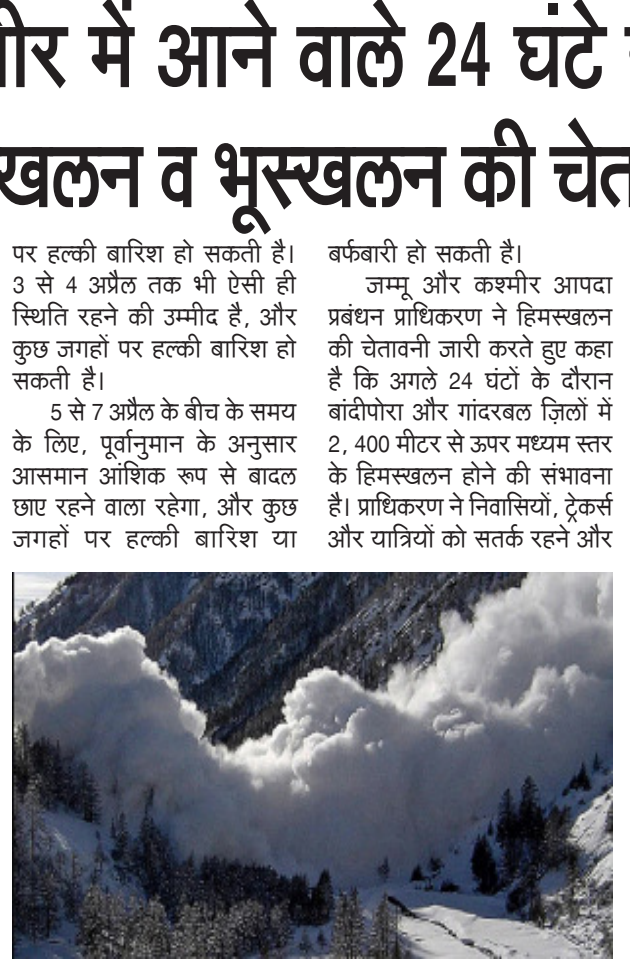 में आने वाले 24 घंटे
व भूस्खलन की
पर हल्की बारिश हो सकती है।
3 से 4 अप्रैल तक भी ऐसी ही
स्थिति रहने की उम्मीद है, और
कुछ जगहों पर हल्की बारिश हो
सकती है।
5 से 7 अप्रैल के बीच के समय
के लिए, पूर्वानुमान के अनुसार
आसमान आंशिक रूप से बादल
छाए रहने वाला रहेगा, और कुछ
जगहों पर हल्की बारिश या
बर्फबारी हो सकती है।
जम्मू और कश्मीर आपदा
प्रबंधन प्राधिकरण ने हिमस्खलन
की चेतावनी जारी करते हुए कहा
है कि अगले 24 घंटों के दौरान
बांदीपोरा और गांदरबल ज़िलों में
2, 400 मीटर से ऊपर मध्यम स्तर
के हिमस्खलन होने की संभावना
है। प्राधिकरण ने निवासियों, ट्रेकर्स
और यात्रियों को सतर्क रहने और